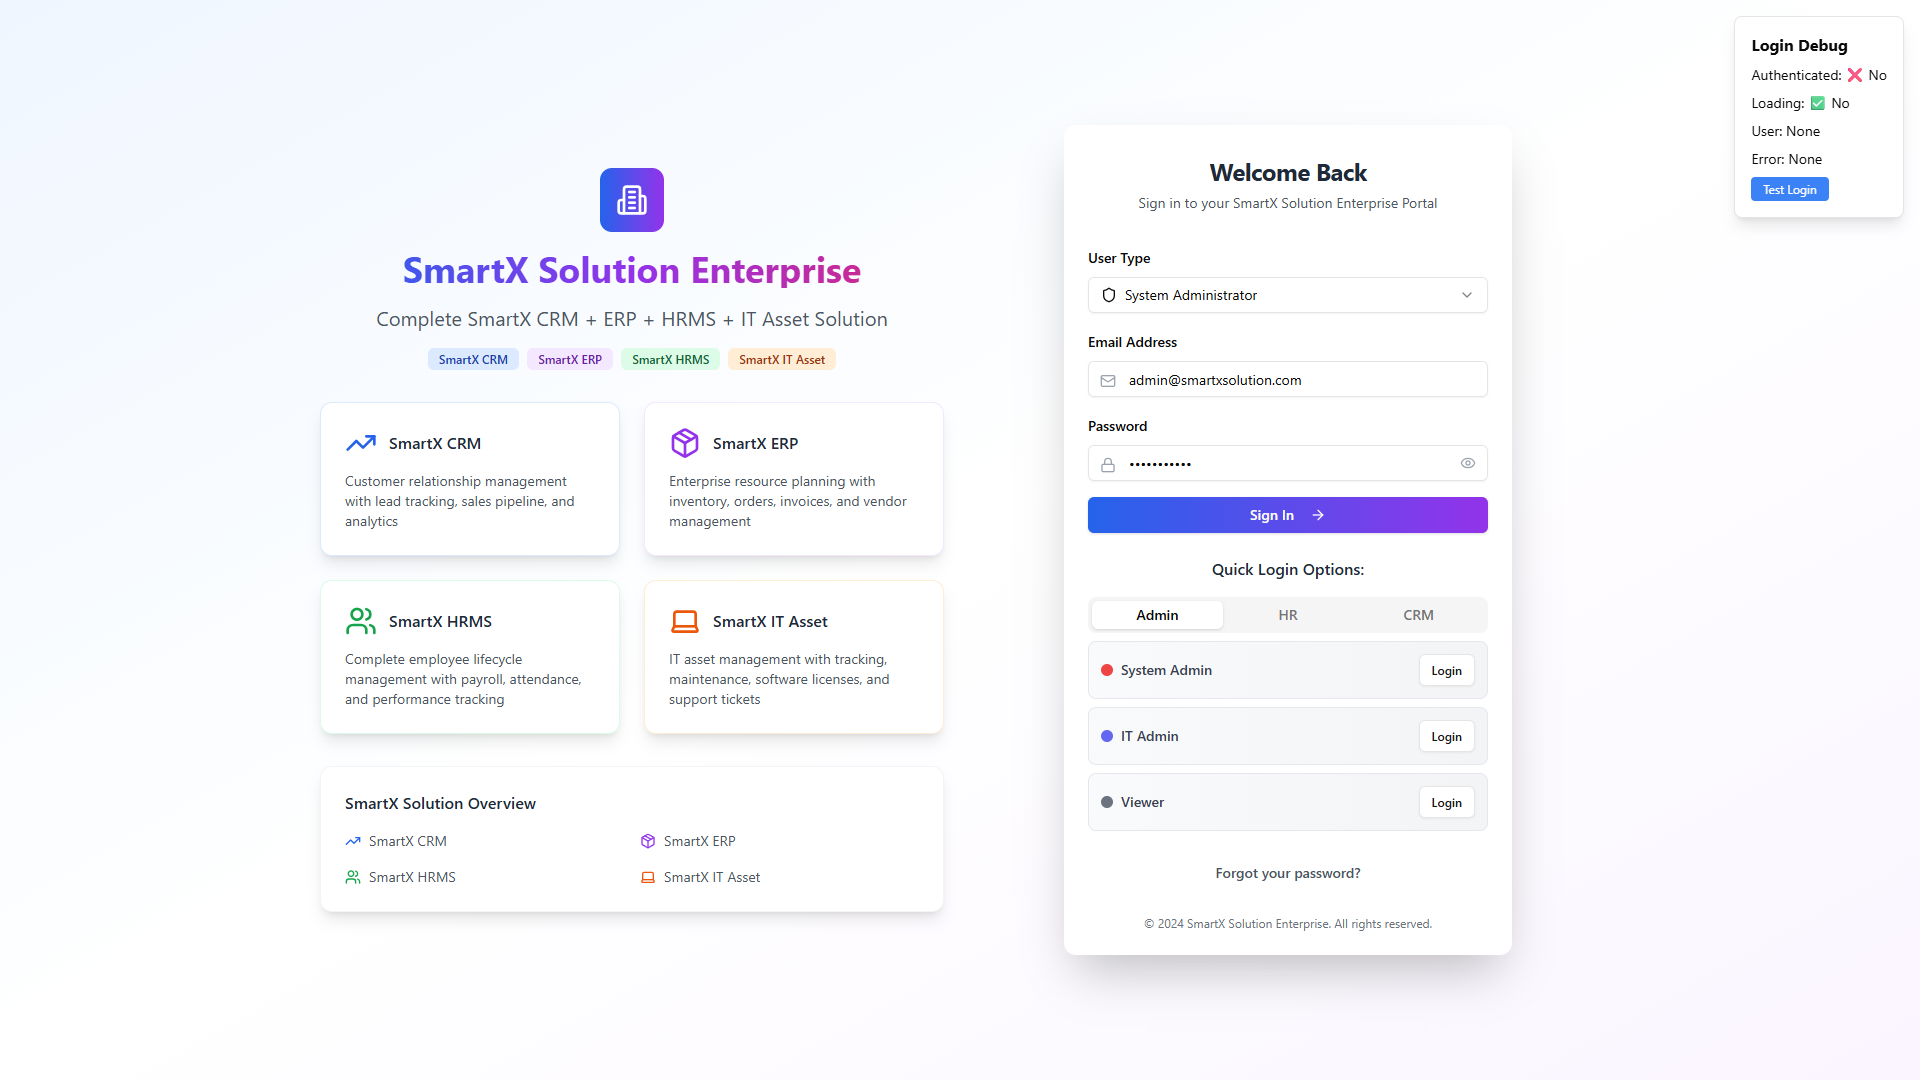 SmartX Solution Enterprise
Complete SmartX CRM + ERP + HRMS + IT Asset Solution
SmartX CRM
SmartX ERP
SmartX HRMS
SmartX IT Asset
SmartX CRM
Customer relationship management
with lead tracking, sales pipeline, and
analytics
SmartX ERP
Enterprise resource planning with
inventory, orders, invoices, and vendor
management
SmartX HRMS
Complete employee lifecycle
management with payroll, attendance,
and performance tracking
SmartX IT Asset
IT asset management with tracking,
maintenance, software licenses, and
support tickets
SmartX Solution Overview
SmartX CRM
SmartX ERP
SmartX HRMS
SmartX IT Asset
Welcome Back
Sign in to your SmartX Solution Enterprise Portal
User Type
System Administrator
Email Address
admin@smartxsolution.com
Password
•••••••••••
Sign In
Quick Login Options:
Admin
HR
CRM
System Admin
Login
IT Admin
Login
Viewer
Login
Forgot your password?
© 2024 SmartX Solution Enterprise. All rights reserved.
Login Debug
Authenticated: ❌ No
Loading: ✅ No
User: None
Error: None
Test Login